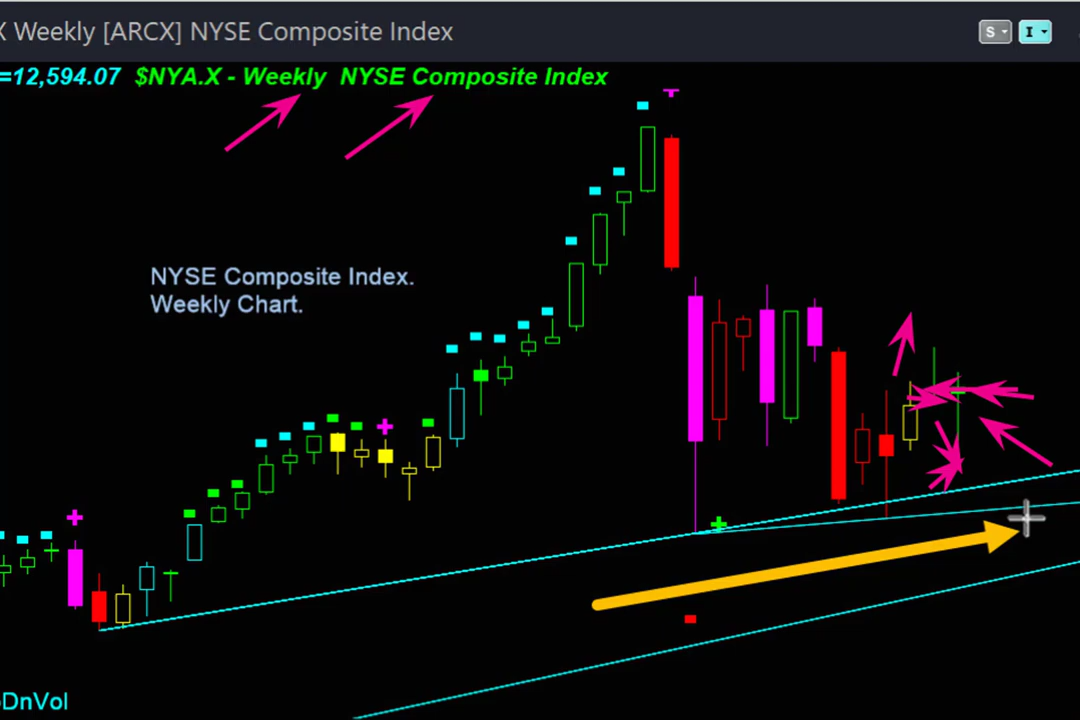 X Weekly [ARCX] NYSE Composite Index
S
I
=12,594.07 $NYA.X - Weekly NYSE Composite Index
NYSE Composite Index.
Weekly Chart.
DnVol